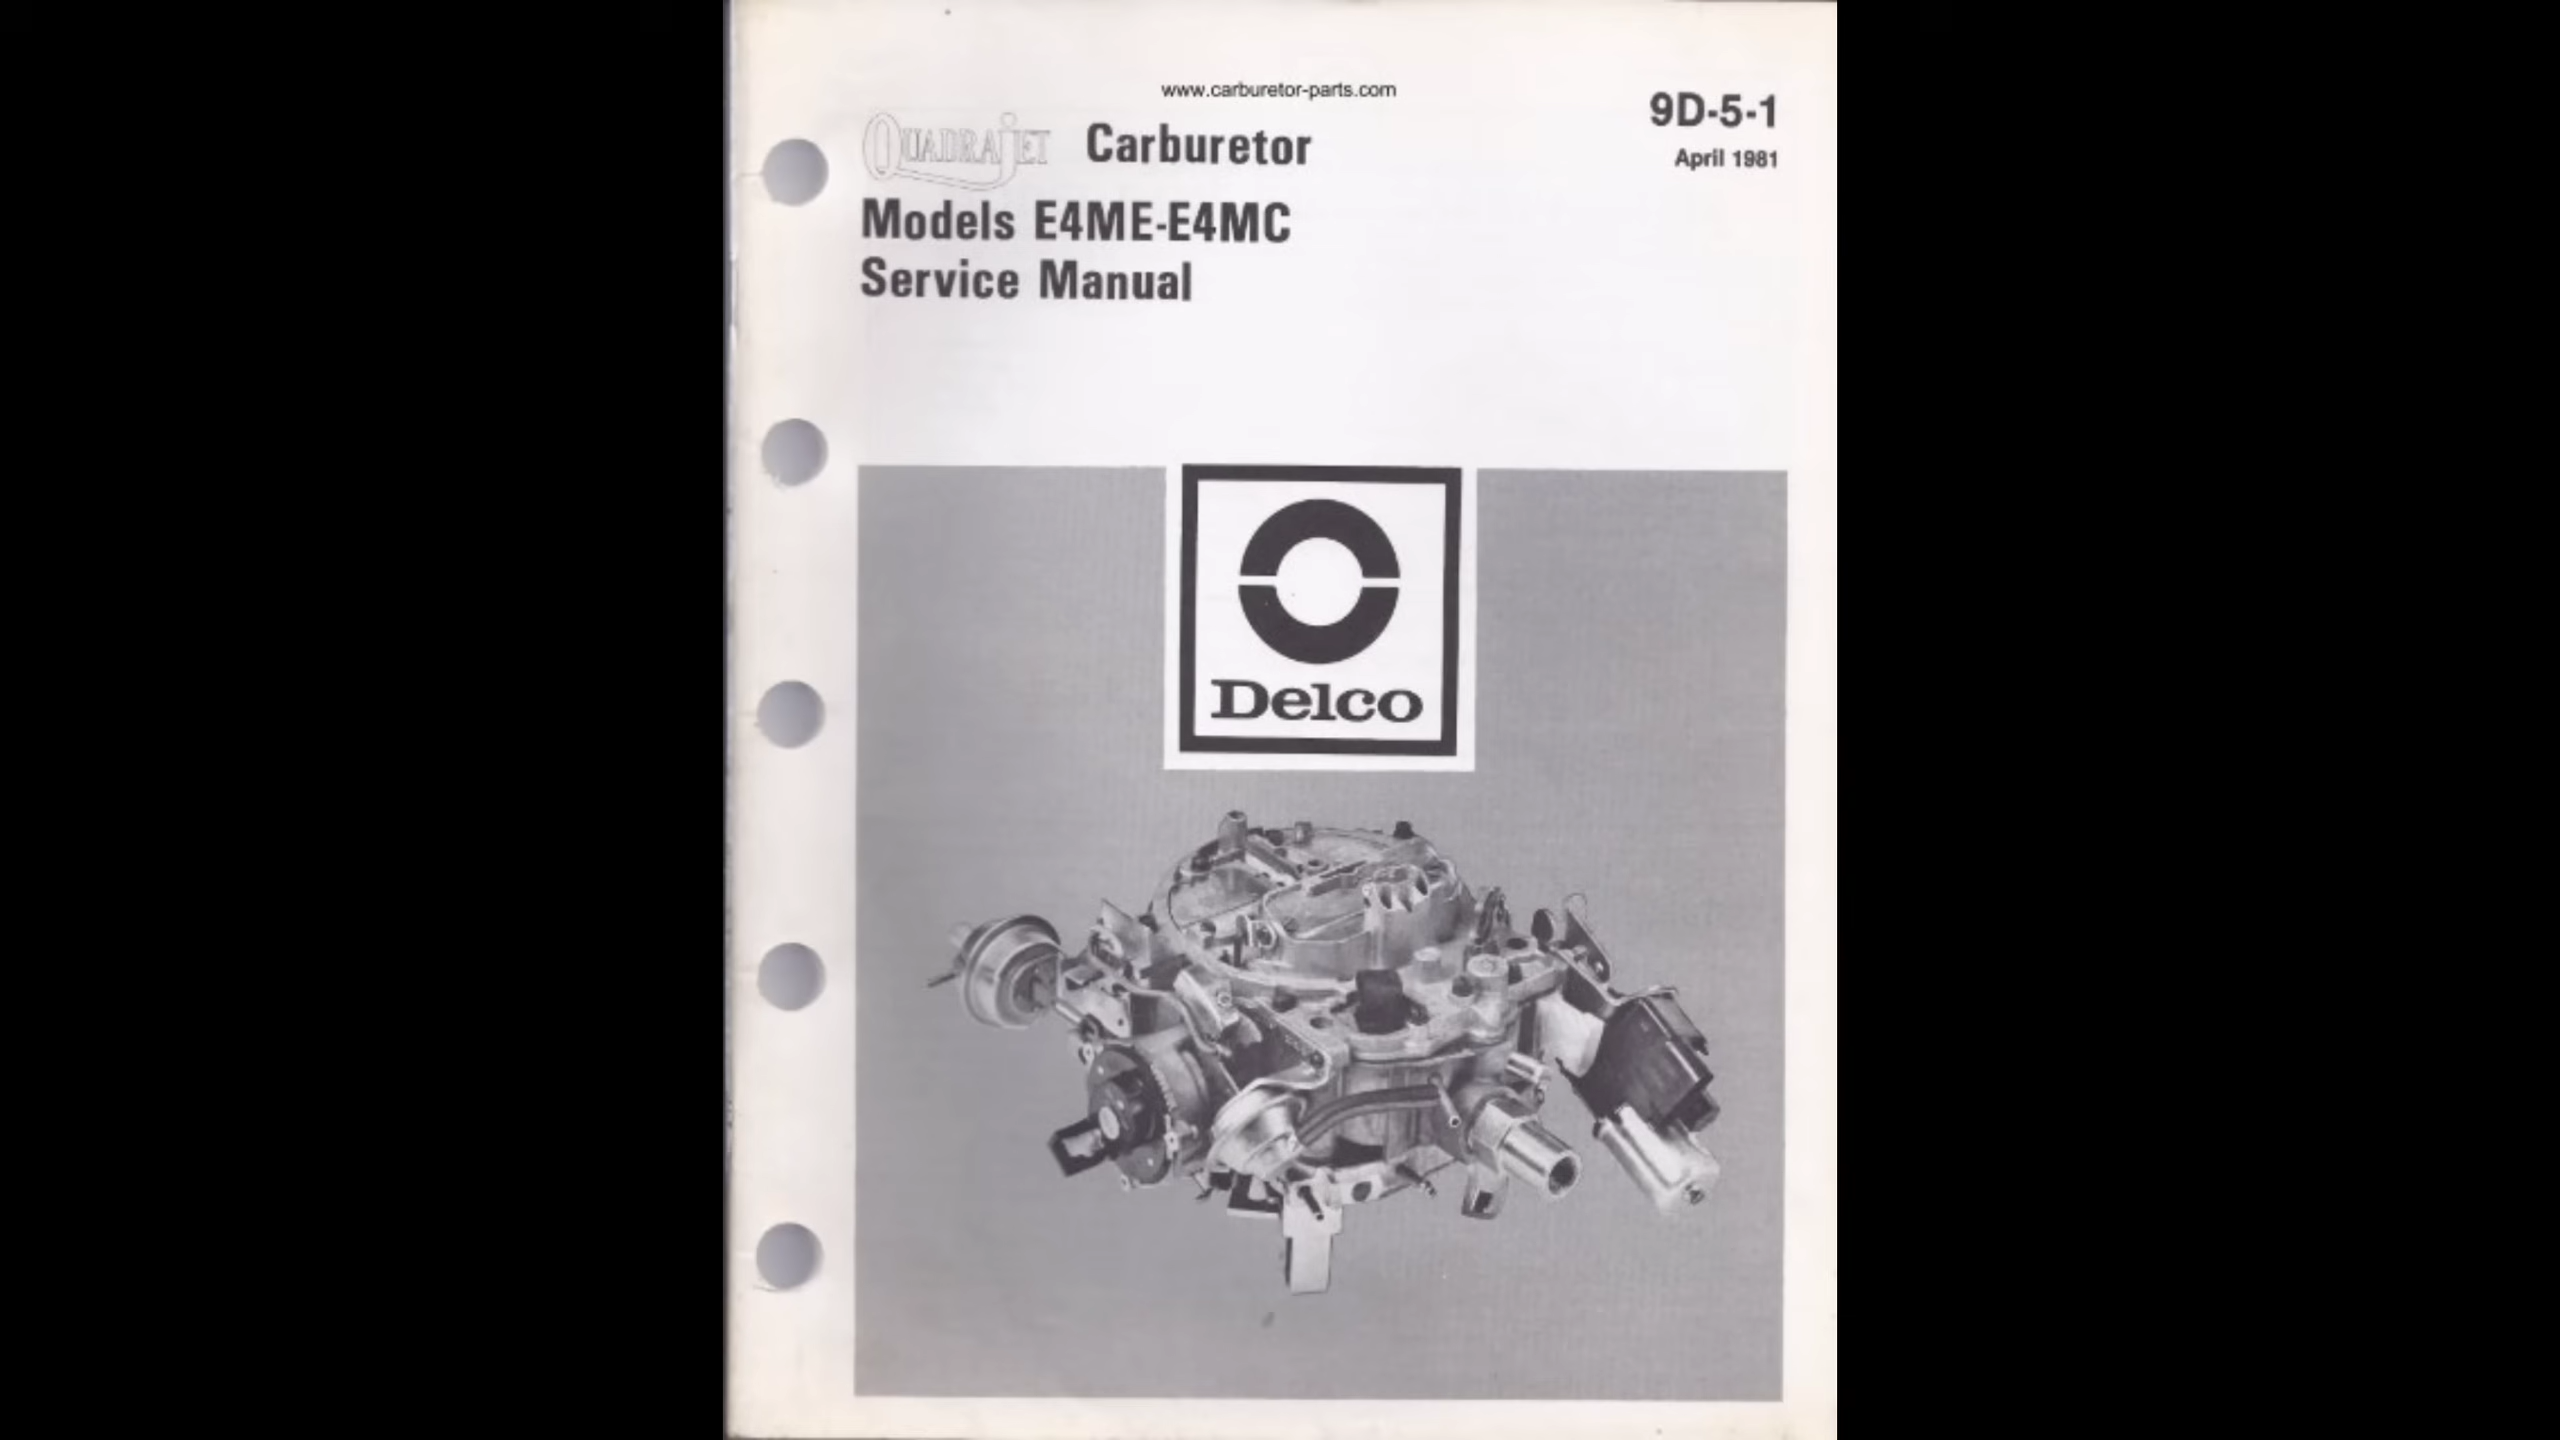 www.carburetor-parts.com
9D-5-1
April 1981
QUADRAJET Carburetor
Models E4ME-E4MC
Service Manual
Delco